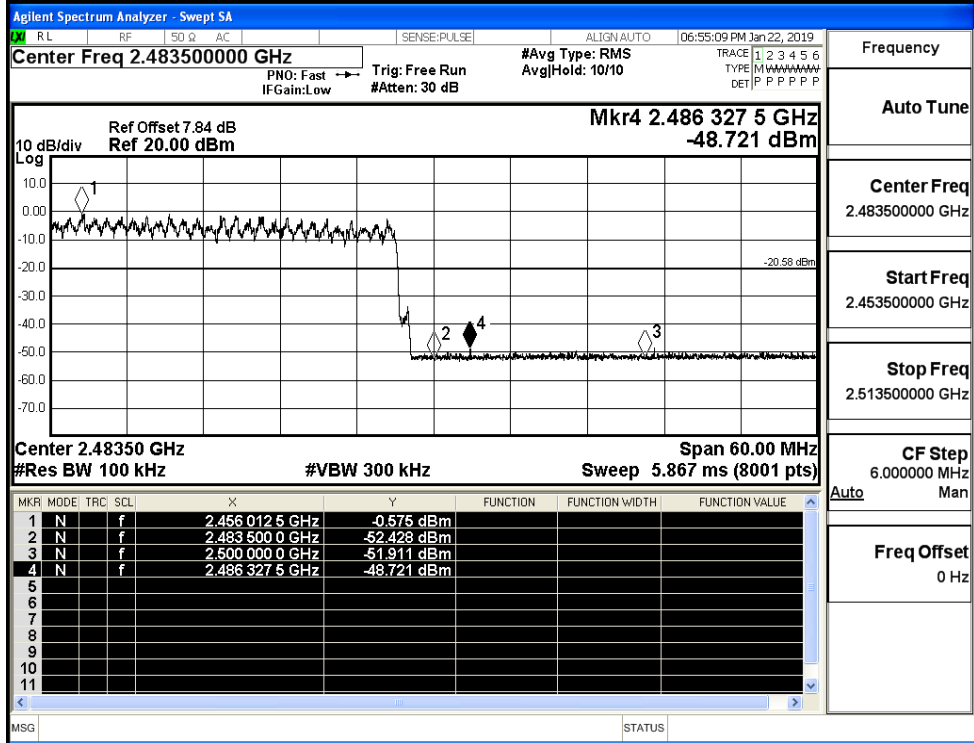 Agilent Spectrum Analyzer - Swept SA
LXI RL RF 50 Ω AC SENSE:PULSE ALIGN AUTO 06:55:09 PM Jan 22, 2019
Center Freq 2.483500000 GHz
PNO: Fast
IFGain:Low
Trig: Free Run
#Atten: 30 dB
#Avg Type: RMS
Avg|Hold: 10/10
TRACE 1 2 3 4 5 6
TYPE M WWWWW
DET P P P P P P
Ref Offset 7.84 dB
10 dB/div Ref 20.00 dBm
Log
Mkr4 2.486 327 5 GHz
-48.721 dBm
10.0
0.00
-10.0
-20.0
-30.0
-40.0
-50.0
-60.0
-70.0
1
2
4
3
-20.58 dBm
Center 2.48350 GHz Span 60.00 MHz
#Res BW 100 kHz #VBW 300 kHz Sweep 5.867 ms (8001 pts)
MKR MODE TRC SCL X Y FUNCTION FUNCTION WIDTH FUNCTION VALUE
1 N f 2.456 012 5 GHz -0.575 dBm
2 N f 2.483 500 0 GHz -52.428 dBm
3 N f 2.500 000 0 GHz -51.911 dBm
4 N f 2.486 327 5 GHz -48.721 dBm
5
6
7
8
9
10
11
MSG STATUS
Frequency
Auto Tune
Center Freq
2.483500000 GHz
Start Freq
2.453500000 GHz
Stop Freq
2.513500000 GHz
CF Step
6.000000 MHz
Auto Man
Freq Offset
0 Hz